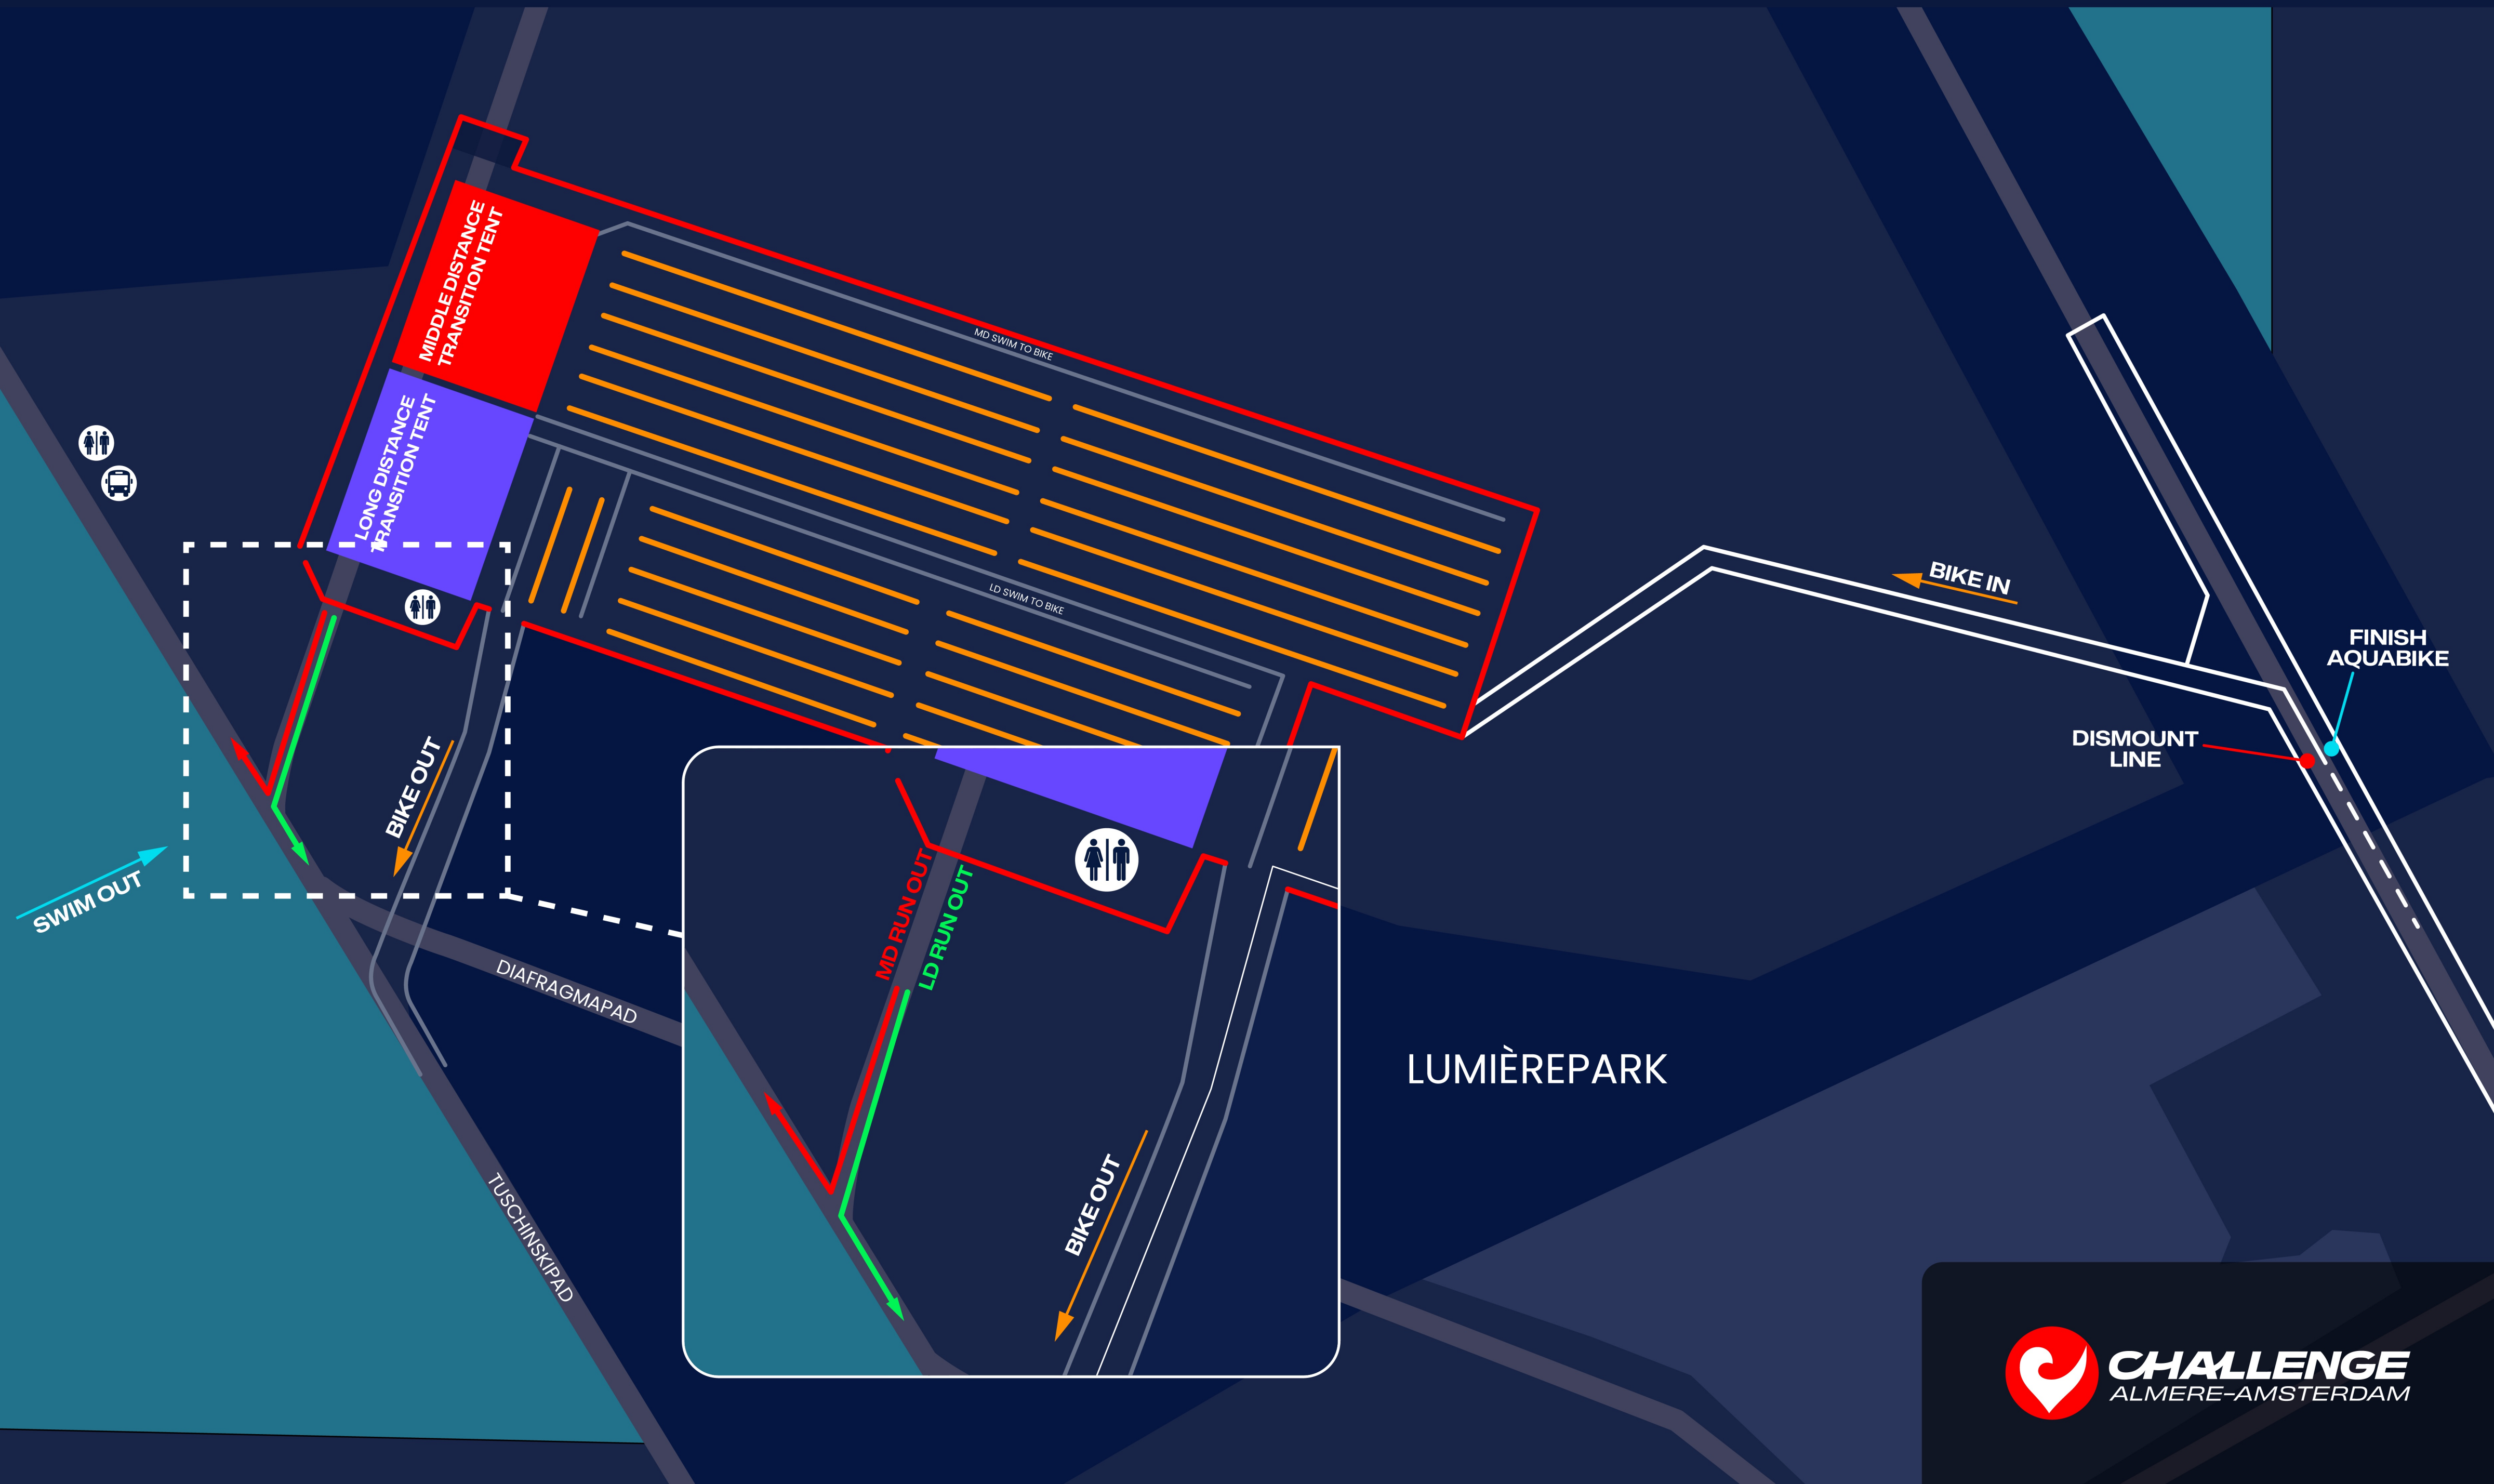 MIDDLE DISTANCE
TRANSITION TENT
LONG DISTANCE
TRANSITION TENT
MD SWIM TO BIKE
LD SWIM TO BIKE
BIKE IN
FINISH
AQUABIKE
DISMOUNT
LINE
BIKE OUT
SWIM OUT
MD RUN OUT
LD RUN OUT
BIKE OUT
DIAFRAGMAPAD
TUSCHINSKIPAD
LUMIÈREPARK
CHALLENGE
ALMERE-AMSTERDAM